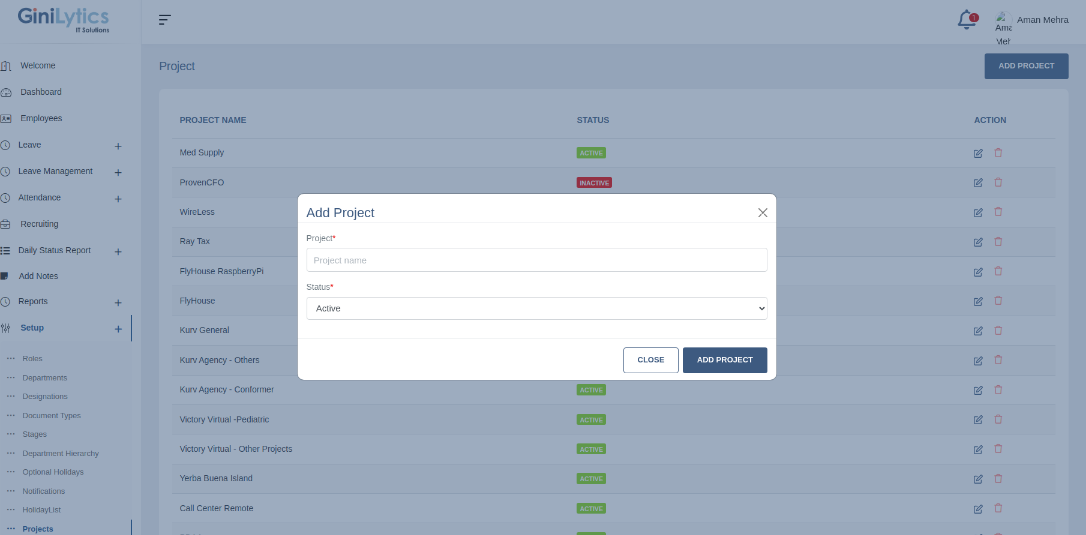 GiniLytics
IT Solutions
1
Aman Mehra
Aman Mehra
Welcome
Dashboard
Employees
Leave
Leave Management
Attendance
Recruiting
Daily Status Report
Add Notes
Reports
Setup
Roles
Departments
Designations
Document Types
Stages
Department Hierarchy
Optional Holidays
Notifications
HolidayList
Projects
Project
ADD PROJECT
PROJECT NAME STATUS ACTION
Med Supply ACTIVE
ProvenCFO INACTIVE
WireLess
Ray Tax
FlyHouse RaspberryPi
FlyHouse
Kurv General
Kurv Agency - Others
Kurv Agency - Conformer ACTIVE
Victory Virtual -Pediatric ACTIVE
Victory Virtual - Other Projects ACTIVE
Yerba Buena Island ACTIVE
Call Center Remote ACTIVE
Add Project
Project*
Project name
Status*
Active
CLOSE ADD PROJECT